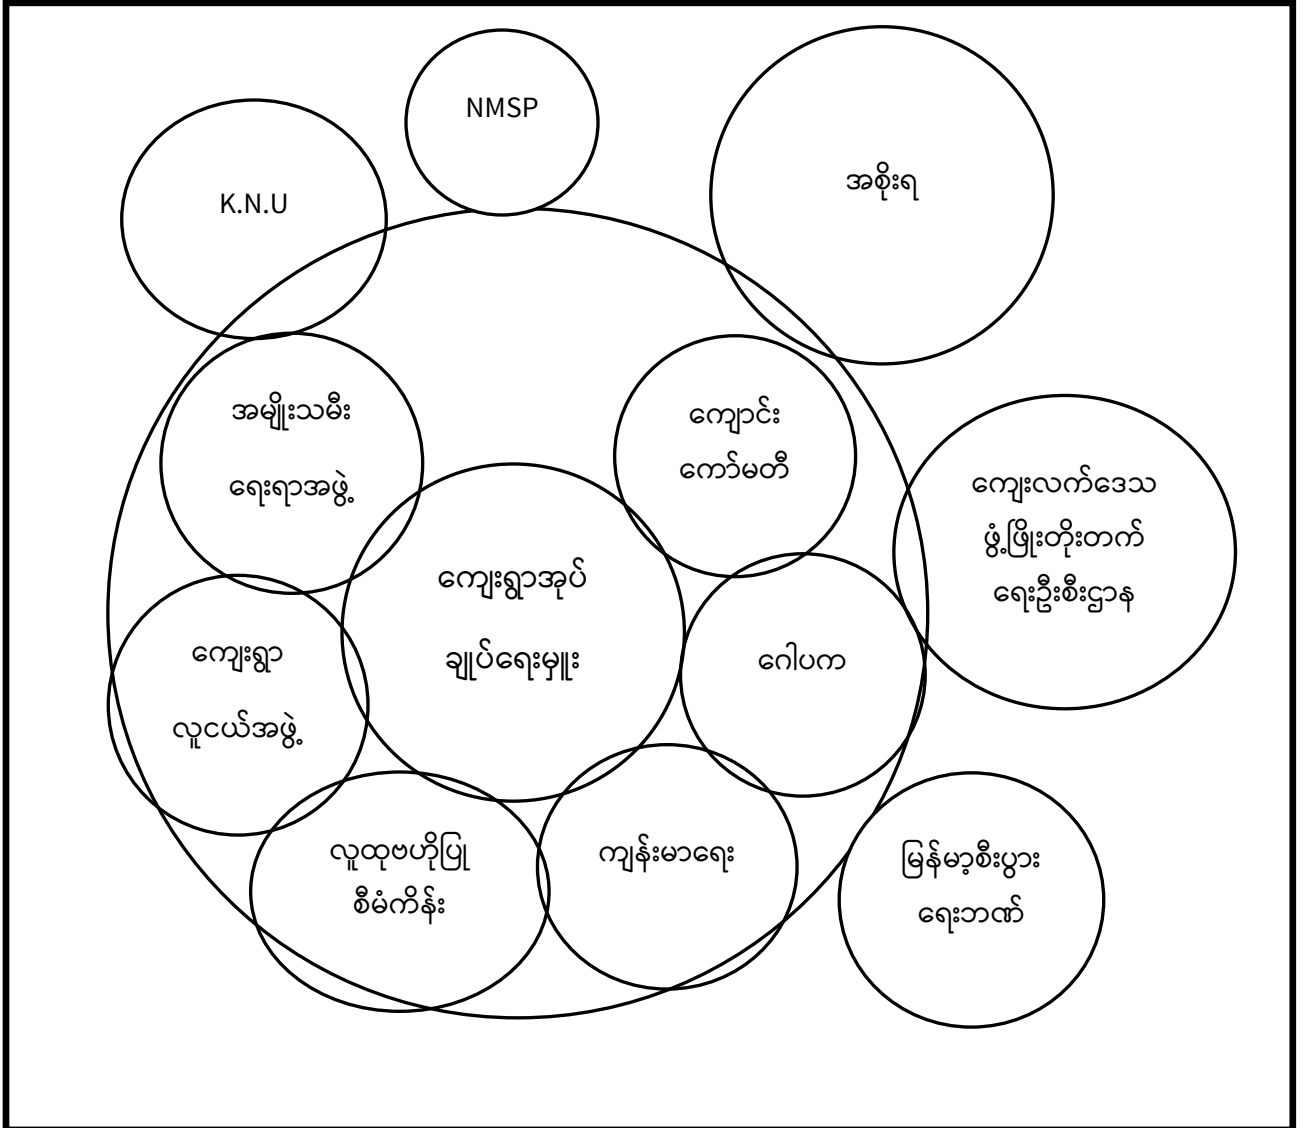 NMSP
K.N.U
အစိုးရ
အမျိုးသမီး
ရေးရာအဖွဲ့
ကျောင်း
ကော်မတီ
ကျေးလက်ဒေသ
ဖွံ့ဖြိုးတိုးတက်
ရေးဦးစီးဌာန
ကျေးရွာအုပ်
ချုပ်ရေးမှူး
ကျေးရွာ
လူငယ်အဖွဲ့
ဂေါပက
လူထုဗဟိုပြု
စီမံကိန်း
ကျန်းမာရေး
မြန်မာ့စီးပွား
ရေးဘဏ်